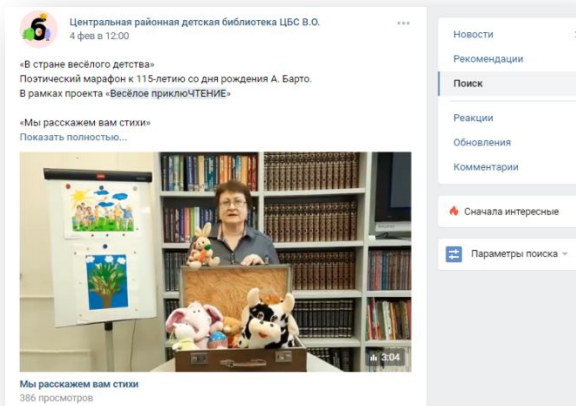 Центральная районная детская библиотека ЦБС В.О.
4 фев в 12:00
«В стране весёлого детства»
Поэтический марафон к 115-летию со дня рождения А. Барто.
В рамках проекта «Весёлое приклюЧТЕНИЕ»
«Мы расскажем вам стихи»
Показать полностью...
3:04
Мы расскажем вам стихи
386 просмотров
Новости
Рекомендации
Поиск
Реакции
Обновления
Комментарии
Сначала интересные
Параметры поиска